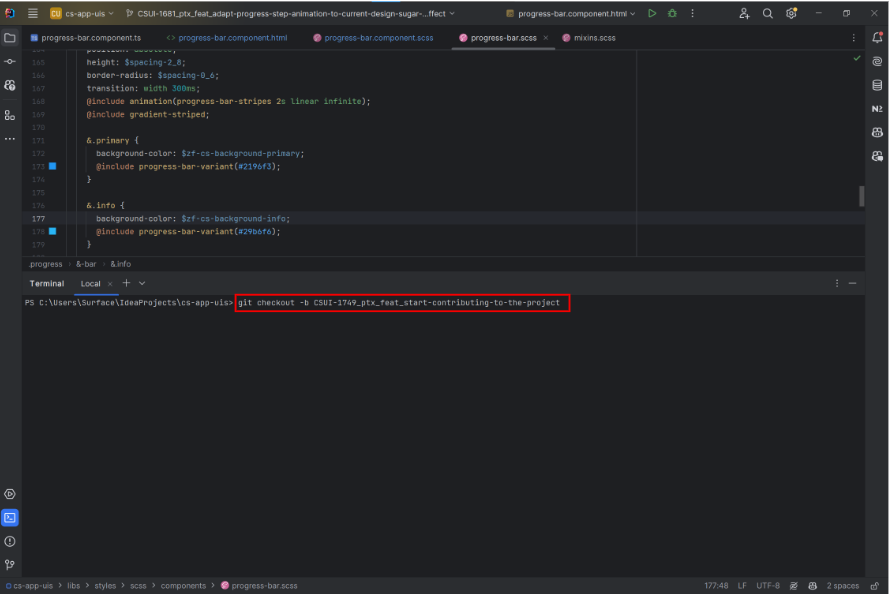 CU cs-app-uis CSUI-1681_ptx_feat_adapt-progress-step-animation-to-current-design-sugar-...ffect progress-bar.component.html
progress-bar.component.ts <> progress-bar.component.html progress-bar.component.scss progress-bar.scss × mixins.scss
165 height: $spacing-2_8;
166 border-radius: $spacing-0_6;
167 transition: width 300ms;
168 @include animation(progress-bar-stripes 2s linear infinite);
169 @include gradient-striped;
170
171 &.primary {
172 background-color: $zf-cs-background-primary;
173 @include progress-bar-variant(#2196f3);
174 }
175
176 &.info {
177 background-color: $zf-cs-background-info;
178 @include progress-bar-variant(#29b6f6);
179 }
.progress > &-bar > &.info
Terminal Local × +
PS C:\Users\Surface\IdeaProjects\cs-app-uis> git checkout -b CSUI-1749_ptx_feat_start-contributing-to-the-project
cs-app-uis > libs > styles > scss > components > progress-bar.scss 177:48 LF UTF-8 2 spaces